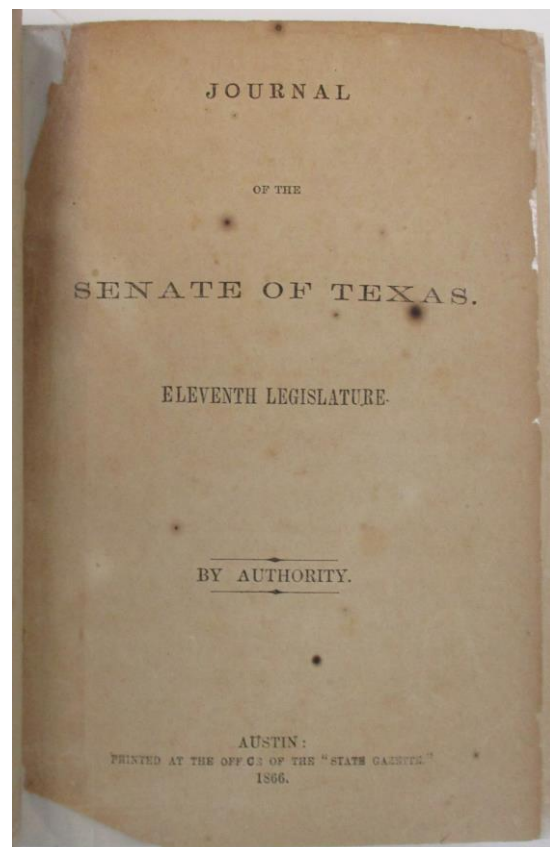 JOURNAL
OF THE
SENATE OF TEXAS.
ELEVENTH LEGISLATURE.
BY AUTHORITY.
AUSTIN:
PRINTED AT THE OFFICE OF THE "STATE GAZETTE."
1866.